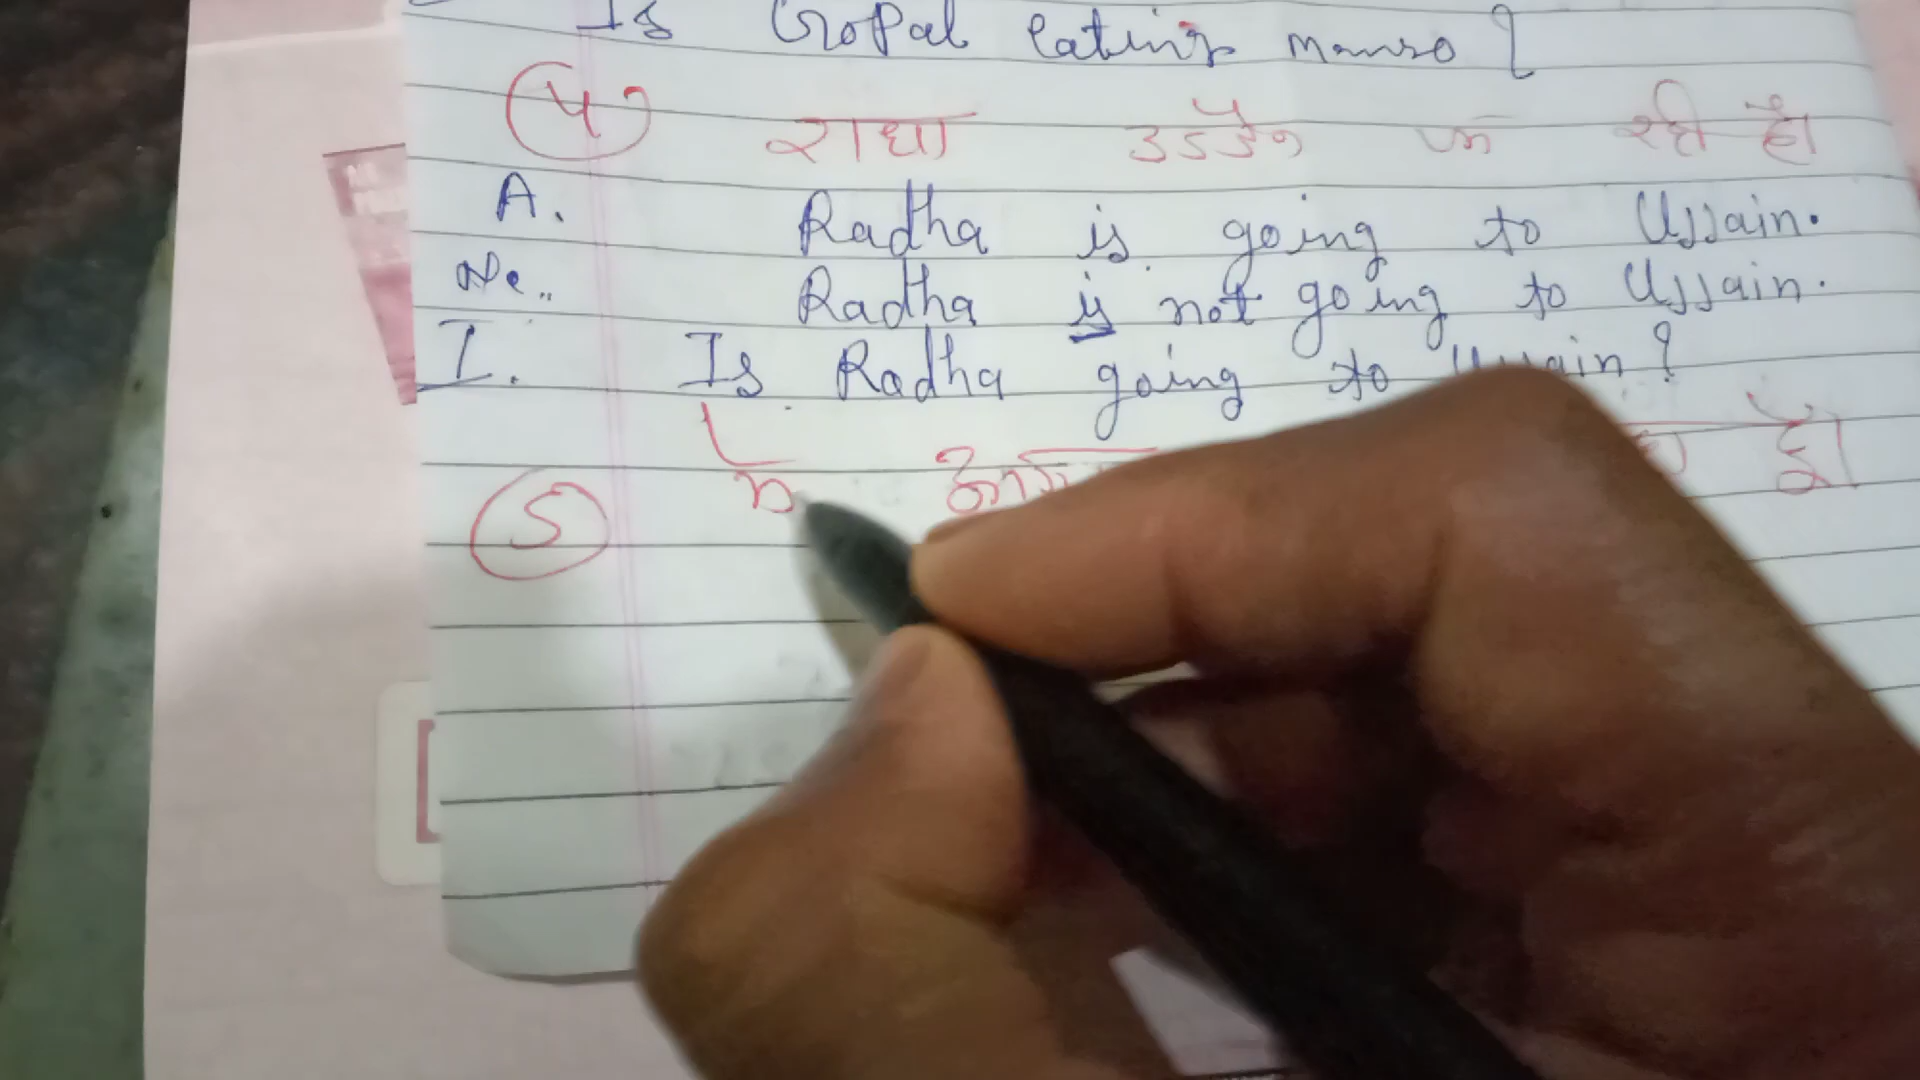 Is Gopal eating mango?
4 राधा उज्जैन जा रही है।
A. Radha is going to Ujjain.
Ne.. Radha is not going to Ujjain.
I. Is Radha going to Ujjain?
5 है।